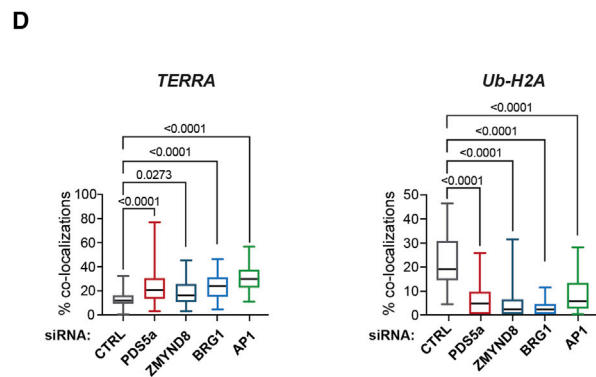 D
TERRA
<0.0001
<0.0001
0.0273
<0.0001
% co-localizations
100
80
60
40
20
0
siRNA:
CTRL
PDS5a
ZMYND8
BRG1
AP1
Ub-H2A
<0.0001
<0.0001
<0.0001
<0.0001
% co-localizations
50
40
30
20
10
0
siRNA:
CTRL
PDS5a
ZMYND8
BRG1
AP1